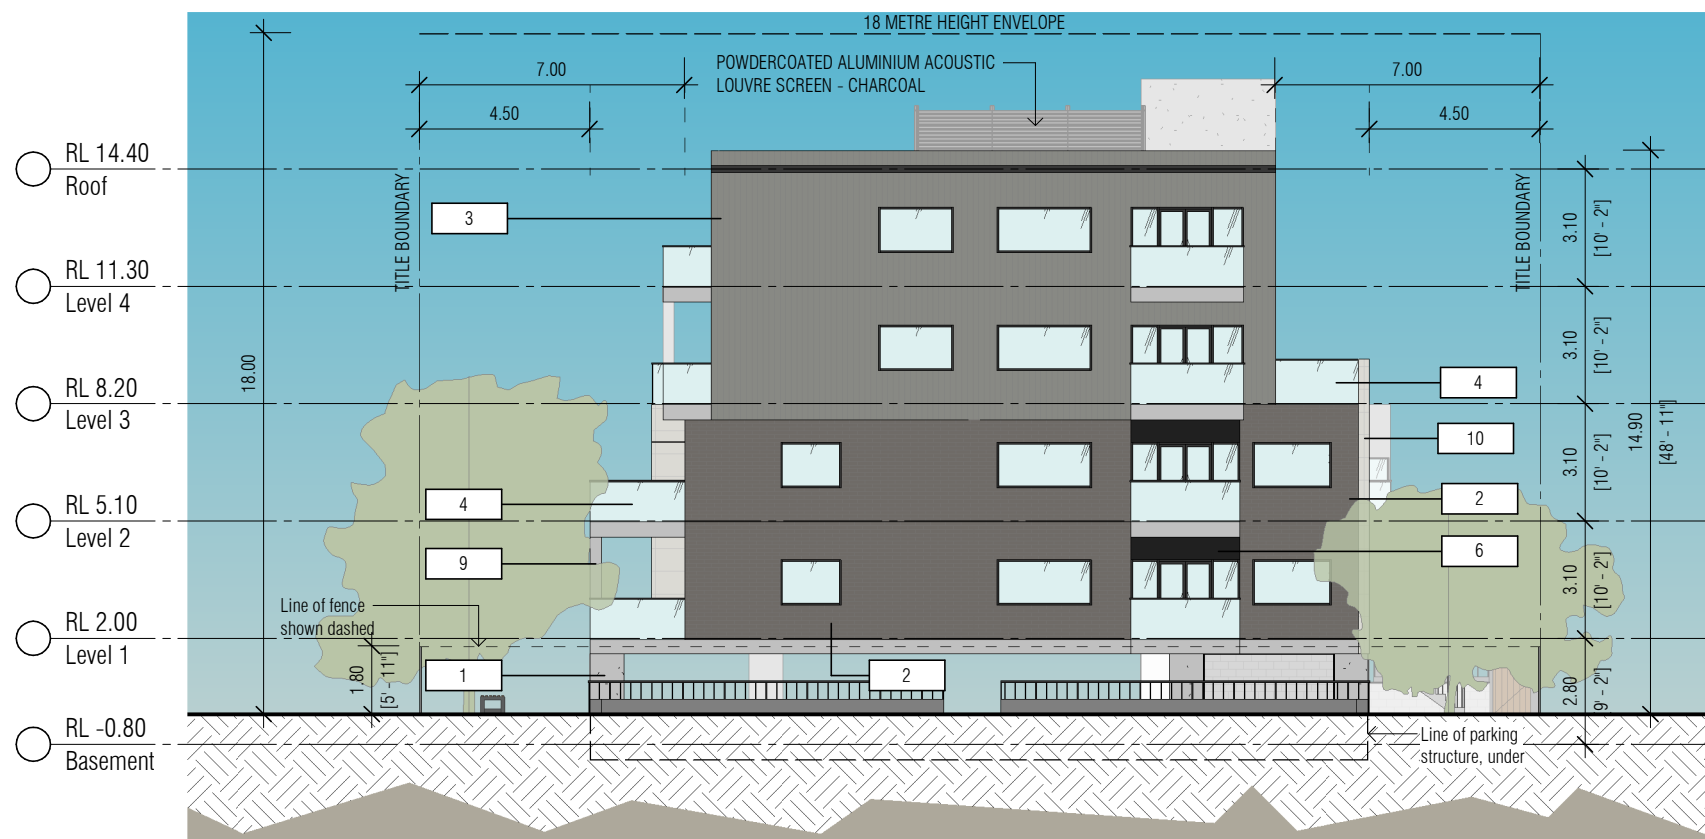 18 METRE HEIGHT ENVELOPE
POWDERCOATED ALUMINIUM ACOUSTIC
LOUVRE SCREEN - CHARCOAL
7.00
7.00
4.50
4.50
RL 14.40
Roof
TITLE BOUNDARY
TITLE BOUNDARY
3
3.10
[10' - 2"]
RL 11.30
Level 4
18.00
3.10
[10' - 2"]
4
RL 8.20
Level 3
10
14.90
[48' - 11"]
3.10
[10' - 2"]
4
2
RL 5.10
Level 2
9
6
3.10
[10' - 2"]
Line of fence
shown dashed
RL 2.00
Level 1
1.80
[5' - 11"]
1
2
2.80
9' - 2"]
RL -0.80
Basement
Line of parking
structure, under